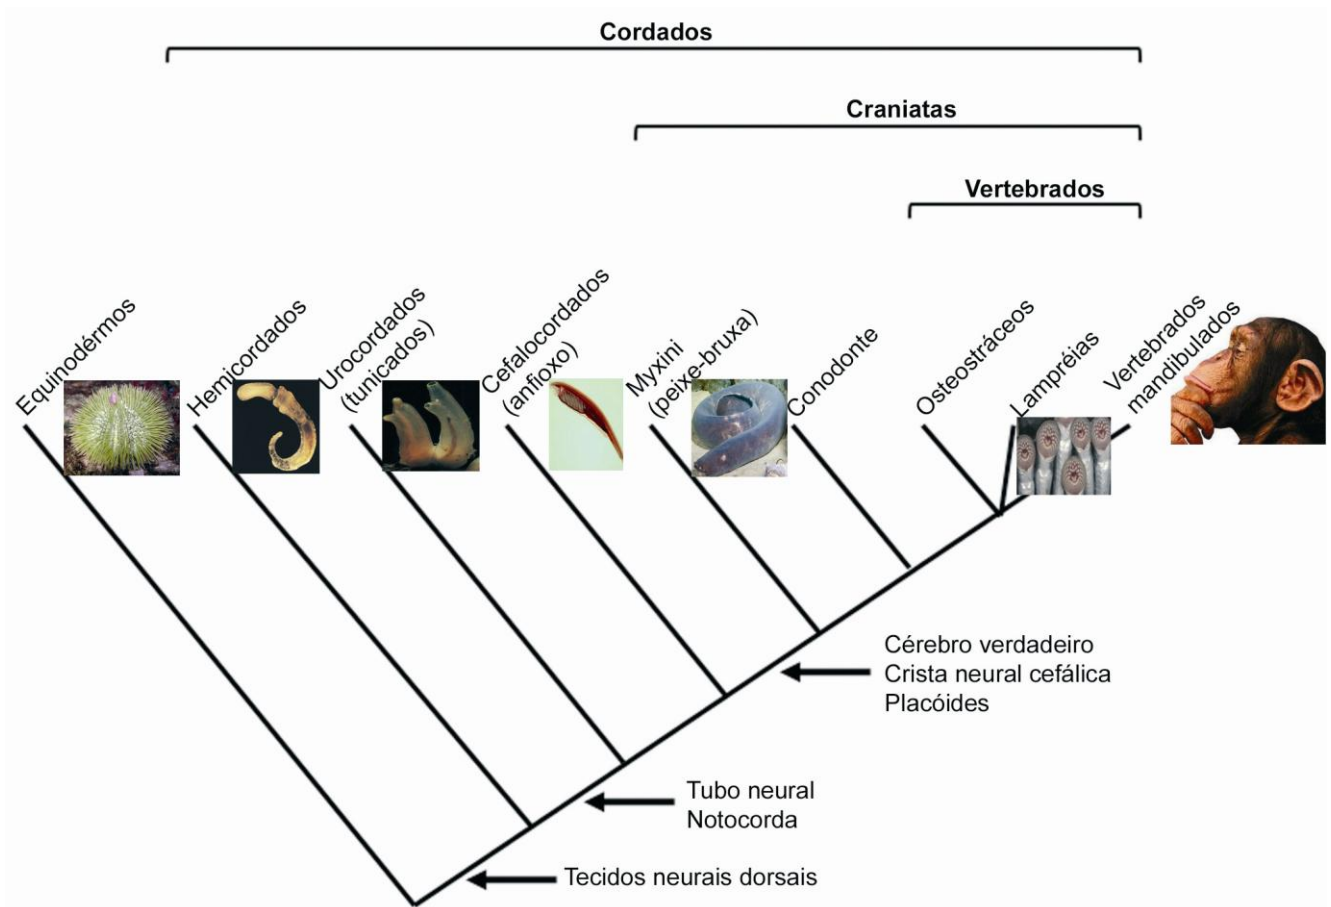 Cordados
Craniatas
Vertebrados
Equinodérmos
Hemicordados
Urocordados
(tunicados)
Cefalocordados
(anfioxo)
Myxini
(peixe-bruxa)
Conodonte
Osteostráceos
Lampréias
Vertebrados
mandibulados
Cérebro verdadeiro
Crista neural cefálica
Placóides
Tubo neural
Notocorda
Tecidos neurais dorsais